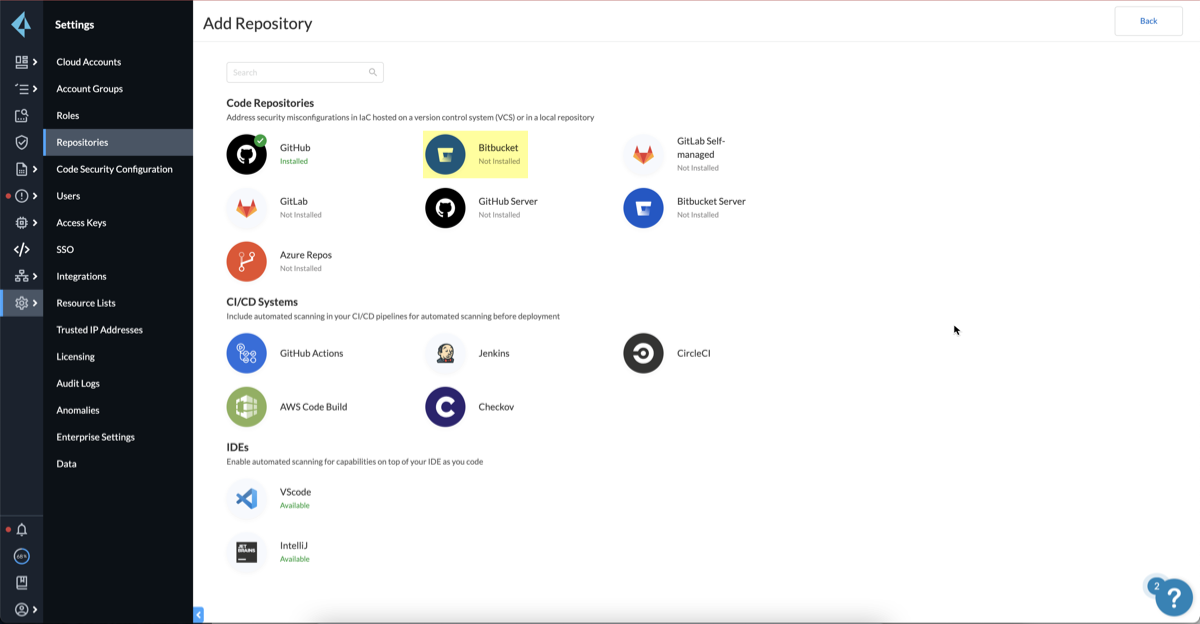 Settings
Cloud Accounts
Account Groups
Roles
Repositories
Code Security Configuration
Users
Access Keys
SSO
Integrations
Resource Lists
Trusted IP Addresses
Licensing
Audit Logs
Anomalies
Enterprise Settings
Data
68%
Add Repository
Back
Search
Code Repositories
Address security misconfigurations in IaC hosted on a version control system (VCS) or in a local repository
GitHub
Installed
Bitbucket
Not Installed
GitLab Self-
managed
Not Installed
GitLab
Not Installed
GitHub Server
Not Installed
Bitbucket Server
Not Installed
Azure Repos
Not Installed
CI/CD Systems
Include automated scanning in your CI/CD pipelines for automated scanning before deployment
GitHub Actions
Jenkins
CircleCI
AWS Code Build
C
Checkov
IDEs
Enable automated scanning for capabilities on top of your IDE as you code
VScode
Available
JET
BRAINS
IntelliJ
Available
2
?